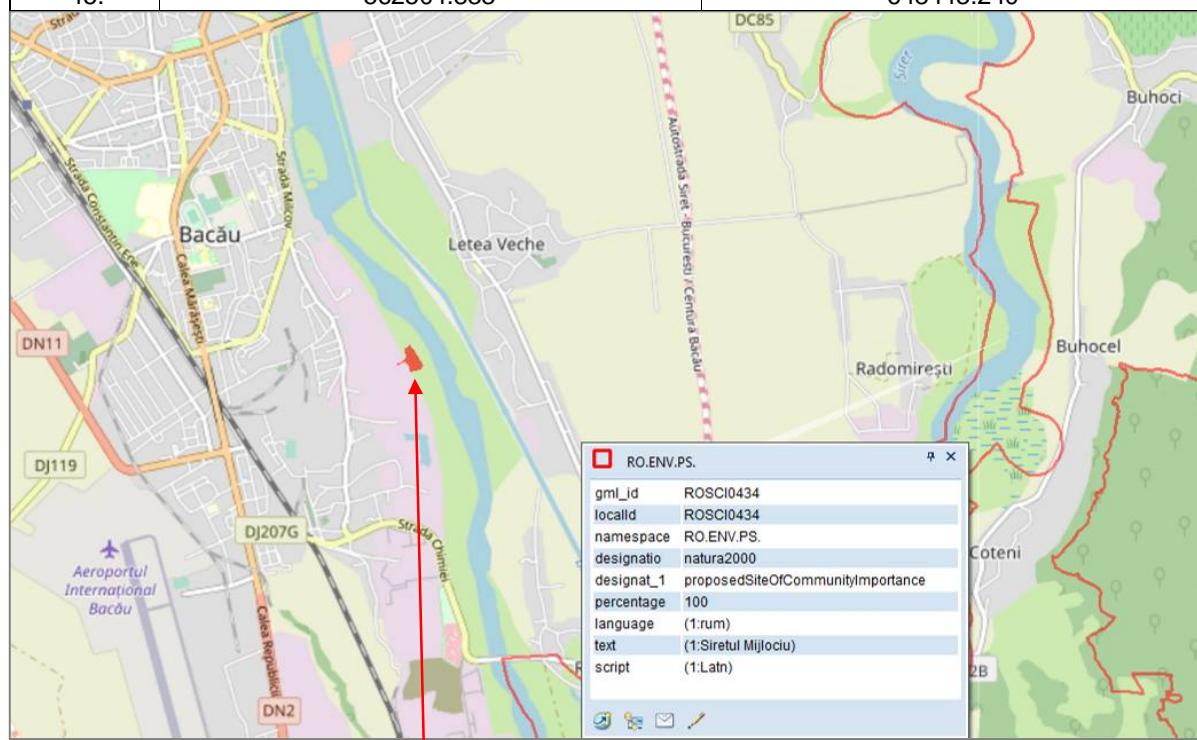 DC85
Siret
Buhoci
Strada Constantin Ene
Strada Milcov
Autostrada Siret - București / Centura Bacău
Bacău
Letea Veche
Calea Mărășești
DN11
Radomirești
Buhocel
DJ119
DJ207G
Strada Chimiei
Coteni
Aeroportul
Internațional
Bacău
Calea Republicii
DN2
2B
RO.ENV.PS.
gml_id ROSCI0434
localId ROSCI0434
namespace RO.ENV.PS.
designatio natura2000
designat_1 proposedSiteOfCommunityImportance
percentage 100
language (1:rum)
text (1:Siretul Mijlociu)
script (1:Latn)